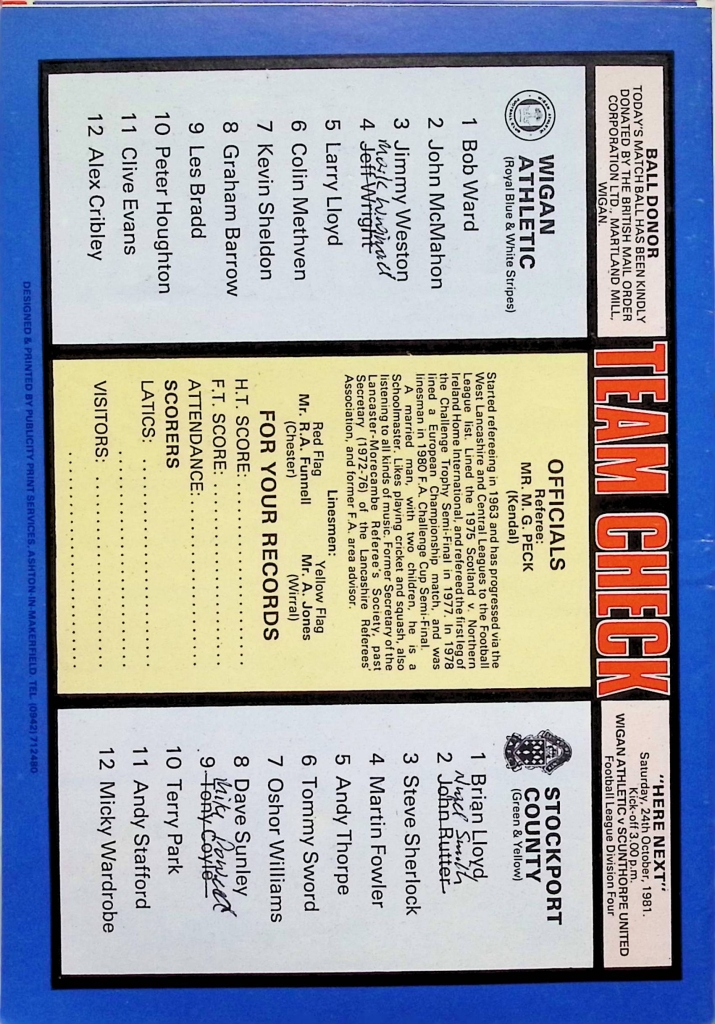 TEAM CHECK
BALL DONOR
TODAY'S MATCH BALL HAS BEEN KINDLY
DONATED BY THE BRITISH MAIL ORDER
CORPORATION LTD., MARTLAND MILL,
WIGAN.
WIGAN
ATHLETIC
(Royal Blue & White Stripes)
1 Bob Ward
2 John McMahon
3 Jimmy Weston
4 Jeff Wright
5 Larry Lloyd
6 Colin Methven
7 Kevin Sheldon
8 Graham Barrow
9 Les Bradd
10 Peter Houghton
11 Clive Evans
12 Alex Cribley
OFFICIALS
Referee:
MR. M. G. PECK
(Kendal)
Started refereeing in 1963 and has progressed via the
West Lancashire and Central Leagues to the Football
League list. Lined the 1975 Scotland v. Northern
Ireland Home International, and refereed the first leg of
the Challenge Trophy Semi-Final in 1977. In 1978
lined a European Championship match, and was
linesman in 1980 F.A. Challenge Cup Semi-Final.
A married man, with two children, he is a
Schoolmaster. Likes playing cricket and squash, also
listening to all kinds of music. Former Secretary of the
Lancaster-Morecambe Referee's Society, past
Secretary (1972-76) of the Lancashire Referees'
Association, and former F.A. area advisor.
Linesmen:
Red Flag Yellow Flag
Mr. R.A. Funnell Mr. A. Jones
(Chester) (Wirral)
FOR YOUR RECORDS
H.T. SCORE:
F.T. SCORE:
ATTENDANCE:
SCORERS
LATICS:
VISITORS:
"HERE NEXT"
Saturday, 24th October, 1981.
Kick-off 3.00 p.m.
WIGAN ATHLETIC v SCUNTHORPE UNITED
Football League Division Four
STOCKPORT
COUNTY
(Green & Yellow)
1 Brian Lloyd
Nigel Smith
2 John Rutter
3 Steve Sherlock
4 Martin Fowler
5 Andy Thorpe
6 Tommy Sword
7 Oshor Williams
8 Dave Sunley
Mike Power
9 Tony Coyle
10 Terry Park
11 Andy Stafford
12 Micky Wardrobe
DESIGNED & PRINTED BY PUBLICITY PRINT SERVICES, ASHTON-IN-MAKERFIELD. TEL. (0942) 712480